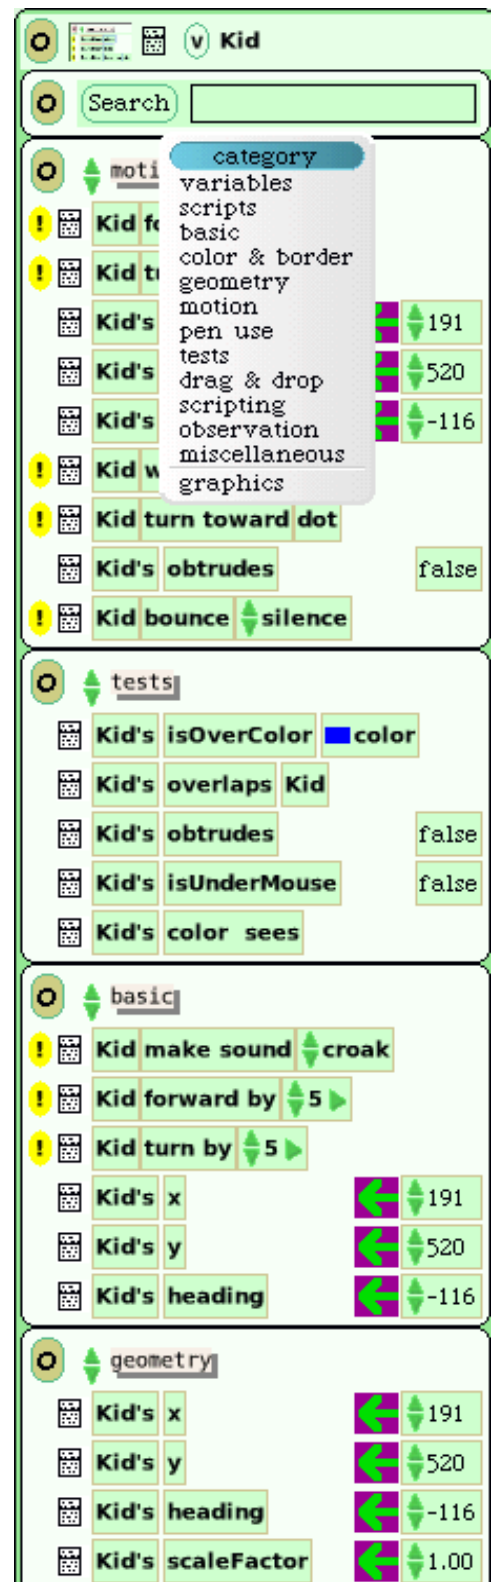 v Kid
Search
moti
category
variables
scripts
basic
color & border
geometry
motion
pen use
tests
drag & drop
scripting
observation
miscellaneous
graphics
! Kid
! Kid
Kid's 191
Kid's 520
Kid's -116
! Kid
! Kid turn toward dot
Kid's obtrudes false
! Kid bounce silence
tests
Kid's isOverColor color
Kid's overlaps Kid
Kid's obtrudes false
Kid's isUnderMouse false
Kid's color sees
basic
! Kid make sound croak
! Kid forward by 5
! Kid turn by 5
Kid's x 191
Kid's y 520
Kid's heading -116
geometry
Kid's x 191
Kid's y 520
Kid's heading -116
Kid's scaleFactor 1.00